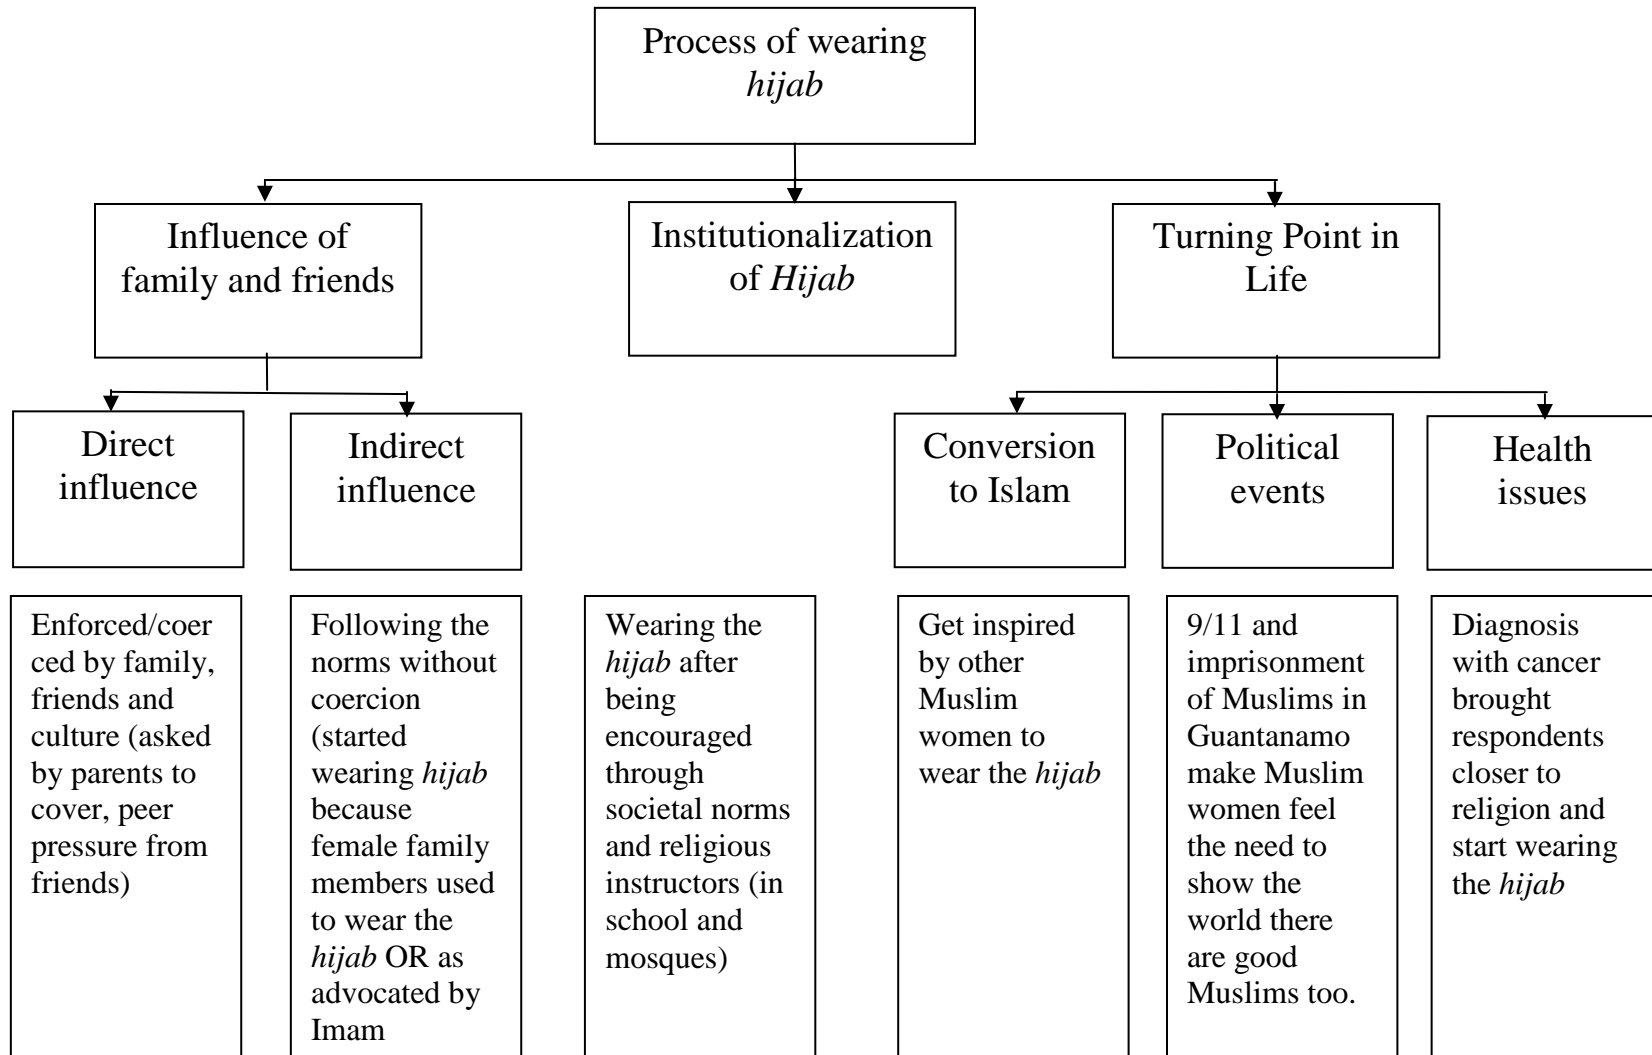 Process of wearing
hijab
Influence of
family and friends
Institutionalization
of Hijab
Turning Point in
Life
Direct
influence
Indirect
influence
Conversion
to Islam
Political
events
Health
issues
Enforced/coer
ced by family,
friends and
culture (asked
by parents to
cover, peer
pressure from
friends)
Following the
norms without
coercion
(started
wearing hijab
because
female family
members used
to wear the
hijab OR as
advocated by
Imam
Wearing the
hijab after
being
encouraged
through
societal norms
and religious
instructors (in
school and
mosques)
Get inspired
by other
Muslim
women to
wear the hijab
9/11 and
imprisonment
of Muslims in
Guantanamo
make Muslim
women feel
the need to
show the
world there
are good
Muslims too.
Diagnosis
with cancer
brought
respondents
closer to
religion and
start wearing
the hijab